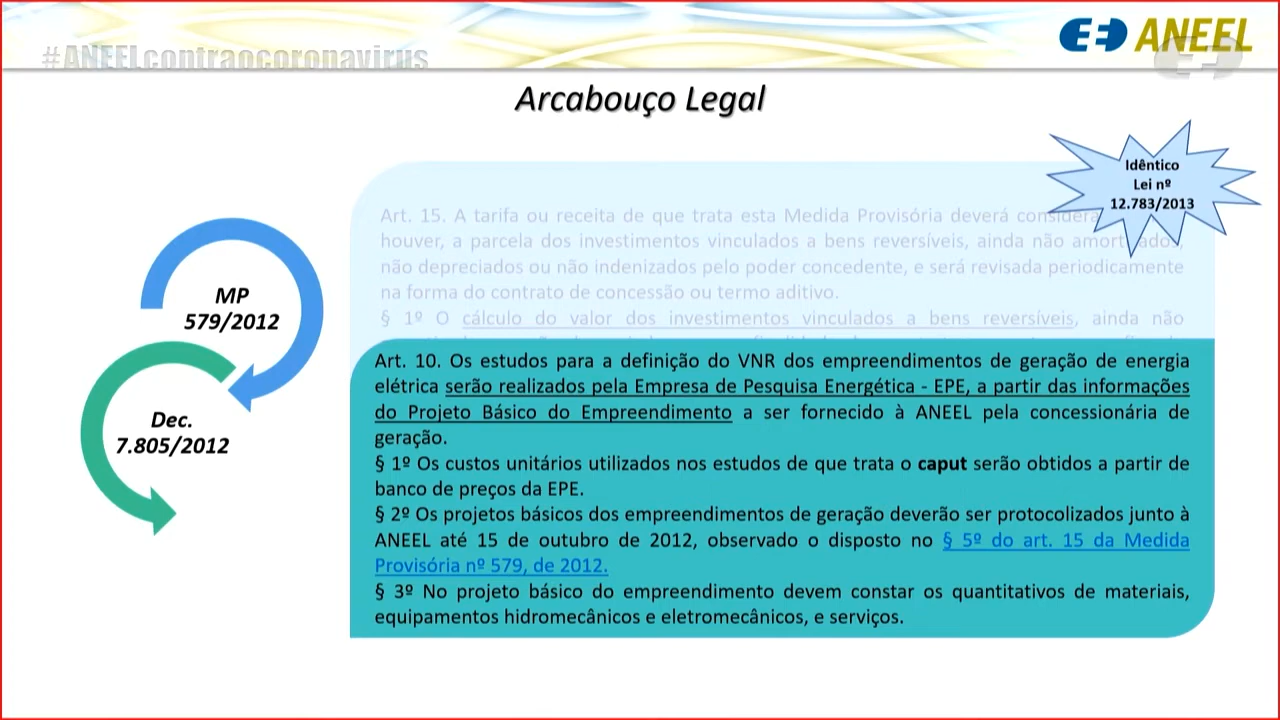 #ANEELcontraocoronavirus
ANEEL
Arcabouço Legal
Idêntico
Lei nº
12.783/2013
Art. 15. A tarifa ou receita de que trata esta Medida Provisória deverá
houver, a parcela dos investimentos vinculados a bens reversíveis, ainda não
não depreciados ou não indenizados pelo poder concedente, e será revisada periodicamente
na forma do contrato de concessão ou termo aditivo.
§ 1º O cálculo do valor dos investimentos vinculados a bens reversíveis, ainda não
MP
579/2012
Dec.
7.805/2012
Art. 10. Os estudos para a definição do VNR dos empreendimentos de geração de energia
elétrica serão realizados pela Empresa de Pesquisa Energética - EPE, a partir das informações
do Projeto Básico do Empreendimento a ser fornecido à ANEEL pela concessionária de
geração.
§ 1º Os custos unitários utilizados nos estudos de que trata o caput serão obtidos a partir de
banco de preços da EPE.
§ 2º Os projetos básicos dos empreendimentos de geração deverão ser protocolizados junto à
ANEEL até 15 de outubro de 2012, observado o disposto no § 5º do art. 15 da Medida
Provisória nº 579, de 2012.
§ 3º No projeto básico do empreendimento devem constar os quantitativos de materiais,
equipamentos hidromecânicos e eletromecânicos, e serviços.